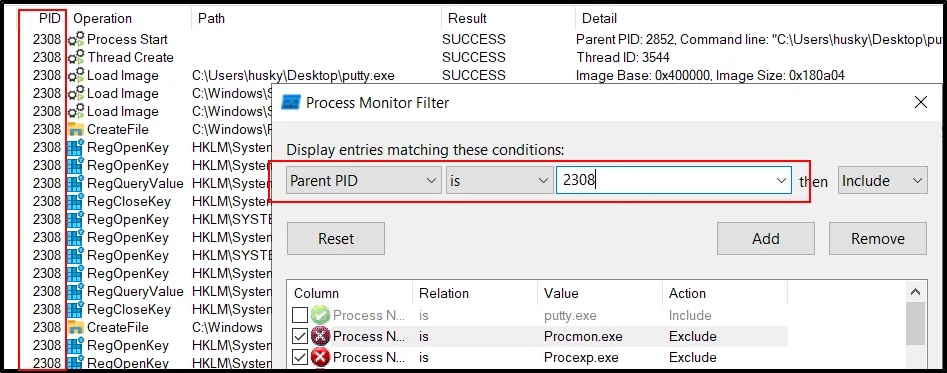 PID Operation Path Result Detail
2308 Process Start SUCCESS Parent PID: 2852, Command line: "C:\Users\husky\Desktop\putt
2308 Thread Create SUCCESS Thread ID: 3544
2308 Load Image C:\Users\husky\Desktop\putty.exe SUCCESS Image Base: 0x400000, Image Size: 0x180a04
2308 Load Image C:\Windows\S
2308 Load Image C:\Windows\S
2308 CreateFile C:\Windows\P
2308 RegOpenKey HKLM\System
2308 RegOpenKey HKLM\System
2308 RegQueryValue HKLM\System
2308 RegCloseKey HKLM\System
2308 RegOpenKey HKLM\SYSTE
2308 RegOpenKey HKLM\System
2308 RegOpenKey HKLM\SYSTE
2308 RegOpenKey HKLM\System
2308 RegQueryValue HKLM\System
2308 RegCloseKey HKLM\System
2308 CreateFile C:\Windows
2308 RegOpenKey HKLM\System
2308 RegOpenKey HKLM\System
Process Monitor Filter
Display entries matching these conditions:
Parent PID is 2308 then Include
Reset Add Remove
Column Relation Value Action
Process N... is putty.exe Include
Process N... is Procmon.exe Exclude
Process N... is Procexp.exe Exclude